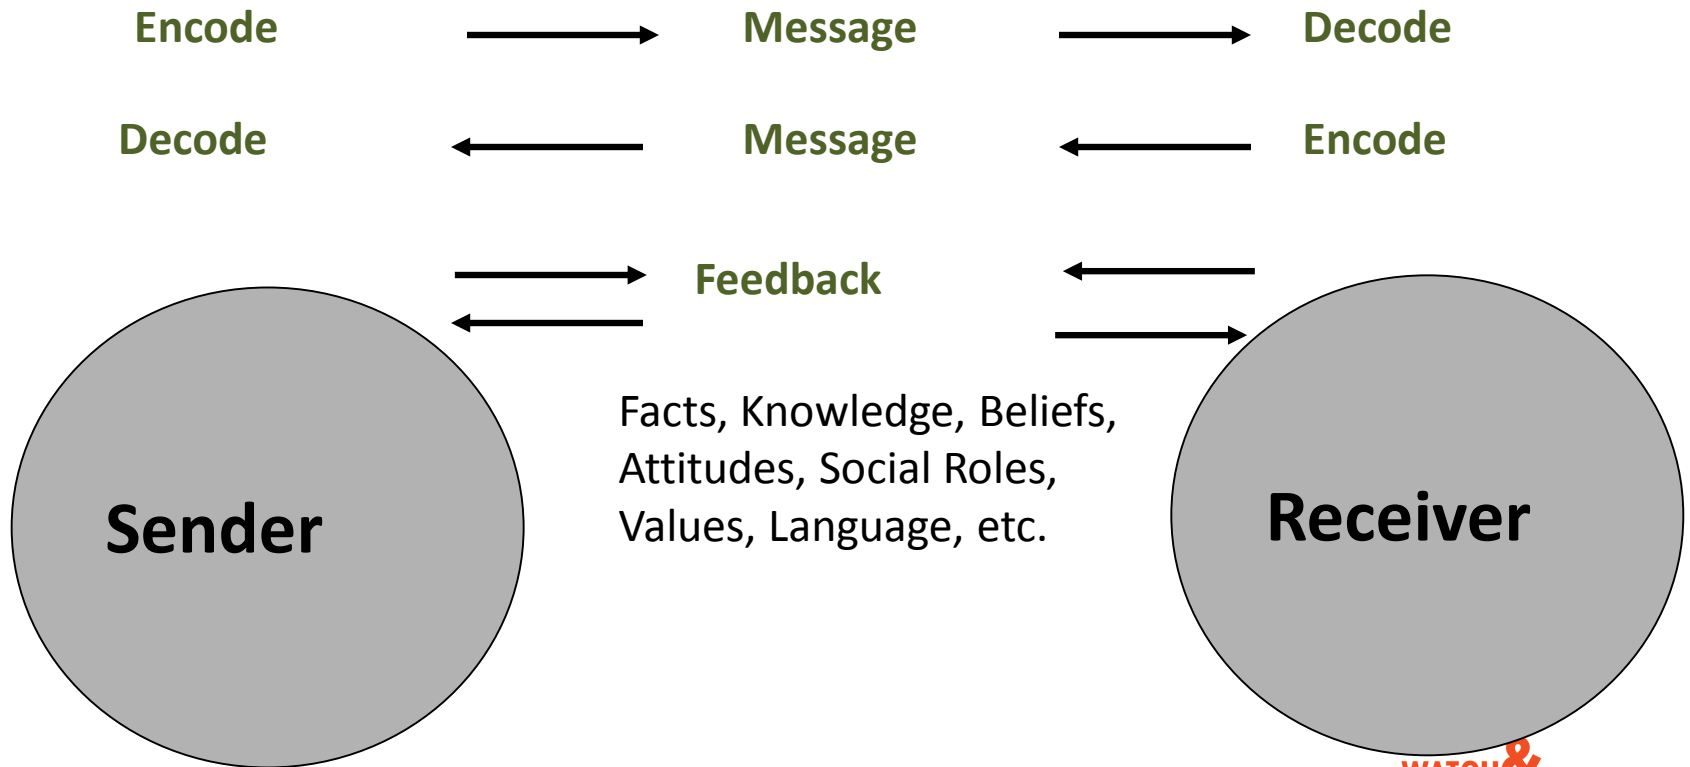 Encode Message Decode
Decode Message Encode
Feedback
Facts, Knowledge, Beliefs,
Attitudes, Social Roles,
Values, Language, etc.
Sender
Receiver
&